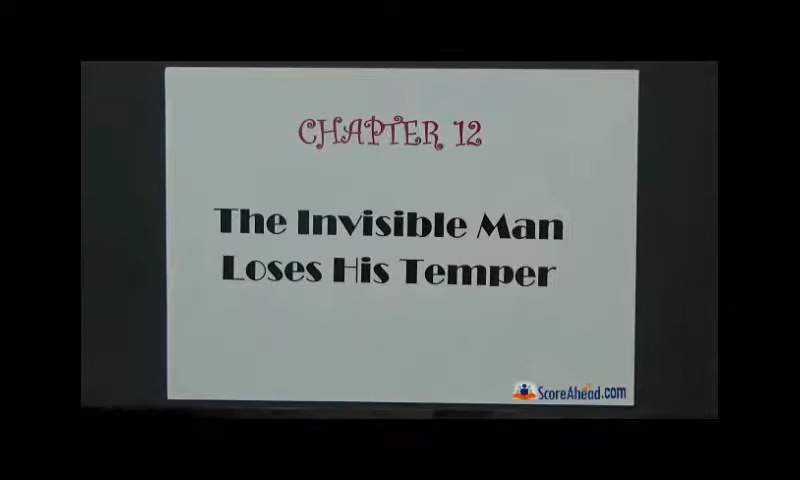 CHAPTER 12
The Invisible Man
Loses His Temper
ScoreAhead.com